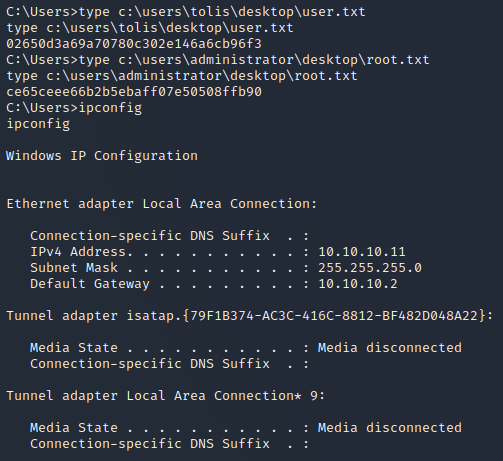 C:\Users>type c:\users\tolis\desktop\user.txt
type c:\users\tolis\desktop\user.txt
02650d3a69a70780c302e146a6cb96f3
C:\Users>type c:\users\administrator\desktop\root.txt
type c:\users\administrator\desktop\root.txt
ce65ceee66b2b5ebaff07e50508ffb90
C:\Users>ipconfig
ipconfig
Windows IP Configuration
Ethernet adapter Local Area Connection:
Connection-specific DNS Suffix  . :
IPv4 Address. . . . . . . . . . . : 10.10.10.11
Subnet Mask . . . . . . . . . . . : 255.255.255.0
Default Gateway . . . . . . . . . : 10.10.10.2
Tunnel adapter isatap.{79F1B374-AC3C-416C-8812-BF482D048A22}:
Media State . . . . . . . . . . . : Media disconnected
Connection-specific DNS Suffix  . :
Tunnel adapter Local Area Connection* 9:
Media State . . . . . . . . . . . : Media disconnected
Connection-specific DNS Suffix  . :